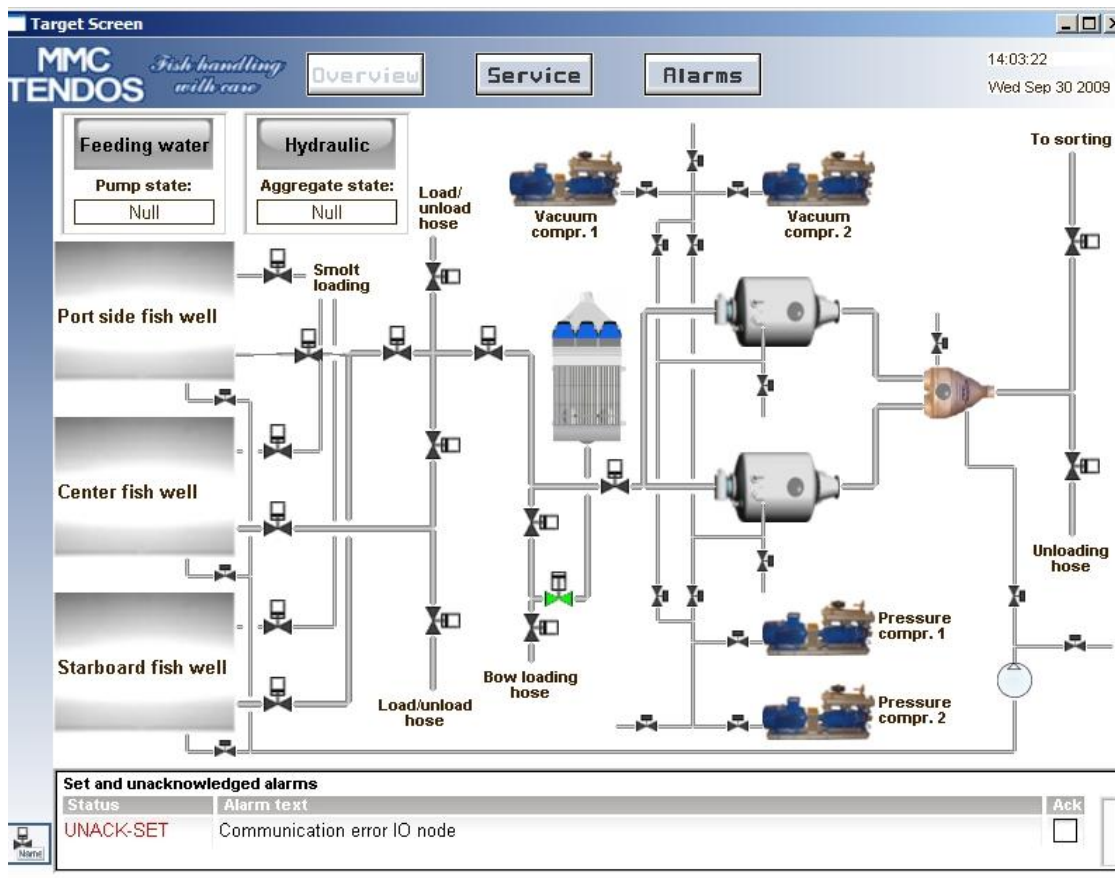 Target Screen
MMC
TENDOS
Fish handling
with care
Overview
Service
Alarms
14:03:22
Wed Sep 30 2009
Feeding water
Pump state:
Null
Hydraulic
Aggregate state:
Null
Load/
unload
hose
Vacuum
compr. 1
Vacuum
compr. 2
To sorting
Smolt
loading
Port side fish well
Center fish well
Starboard fish well
Load/unload
hose
Bow loading
hose
Unloading
hose
Pressure
compr. 1
Pressure
compr. 2
Set and unacknowledged alarms
Status Alarm text Ack
UNACK-SET Communication error IO node
Name